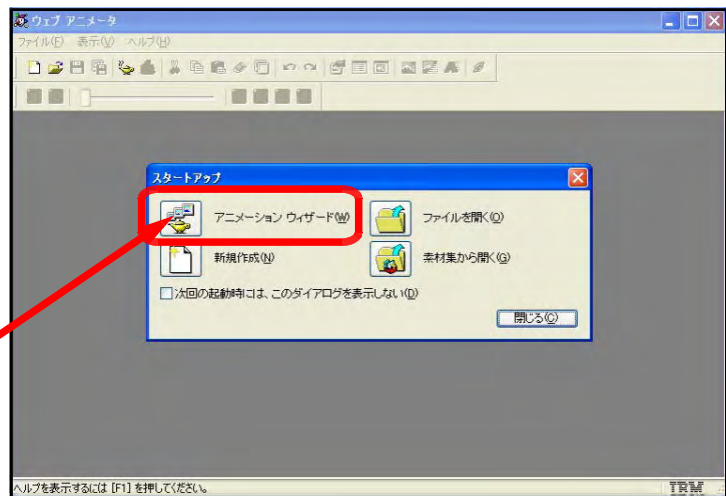 ウェブ アニメータ
ファイル(F) 表示(V) ヘルプ(H)
スタートアップ
アニメーション ウィザード(W)
ファイルを開く(O)
新規作成(N)
素材集から開く(G)
次回の起動時には、このダイアログを表示しない(D)
閉じる(C)
ヘルプを表示するには [F1] を押してください。